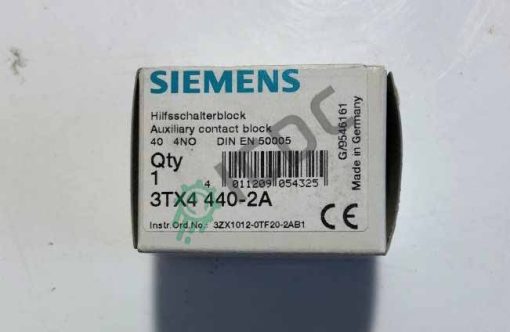 SIEMENS
Hilfsschalterblock
Auxiliary contact block
40 4NO DIN EN 50005
Qty
1
4 011209 054325
3TX4 440-2A
Instr.Ord.No.: 3ZX1012-0TF20-2AB1
CE
G/9546161
Made in Germany